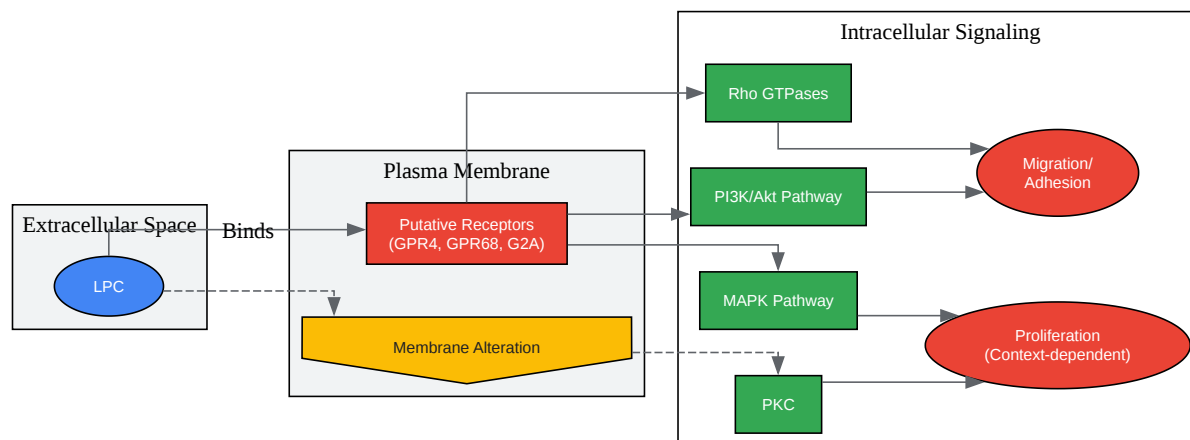 Extracellular Space
LPC
Binds
Plasma Membrane
Putative Receptors
(GPR4, GPR68, G2A)
Membrane Alteration
Intracellular Signaling
Rho GTPases
PI3K/Akt Pathway
MAPK Pathway
PKC
Migration/
Adhesion
Proliferation
(Context-dependent)